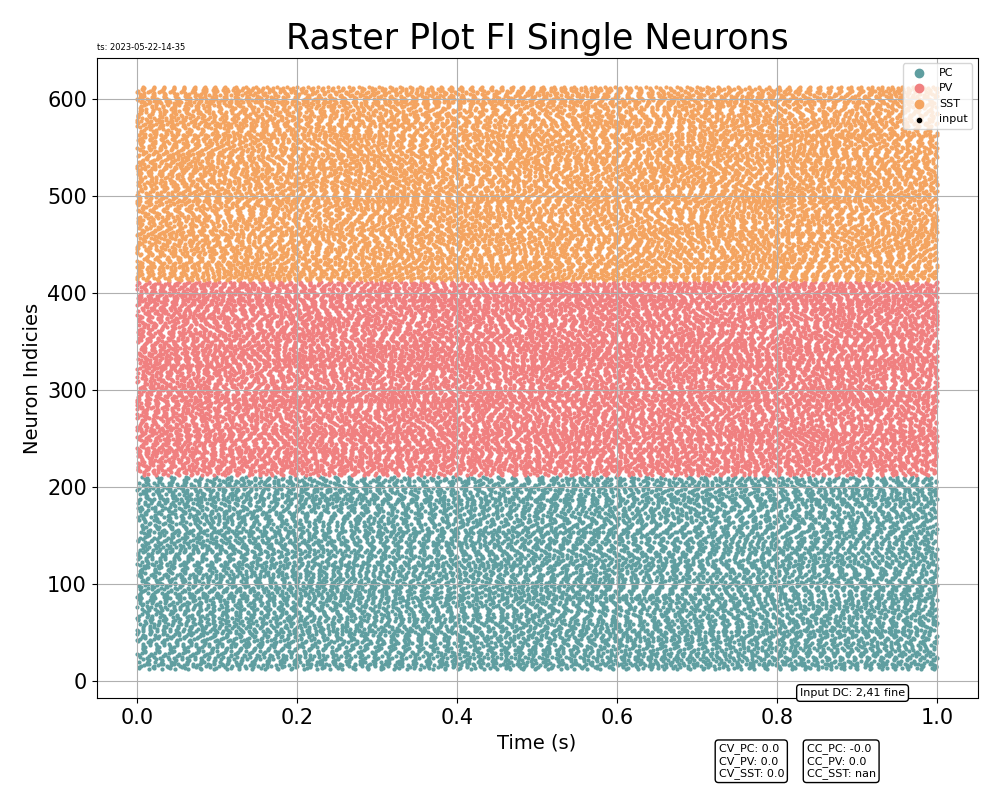 Raster Plot FI Single Neurons
ts: 2023-05-22-14-35
PC
PV
SST
input
600
500
400
300
200
100
0
Neuron Indicies
0.0 0.2 0.4 0.6 0.8 1.0
Time (s)
Input DC: 2,41 fine
CV_PC: 0.0
CV_PV: 0.0
CV_SST: 0.0
CC_PC: -0.0
CC_PV: 0.0
CC_SST: nan